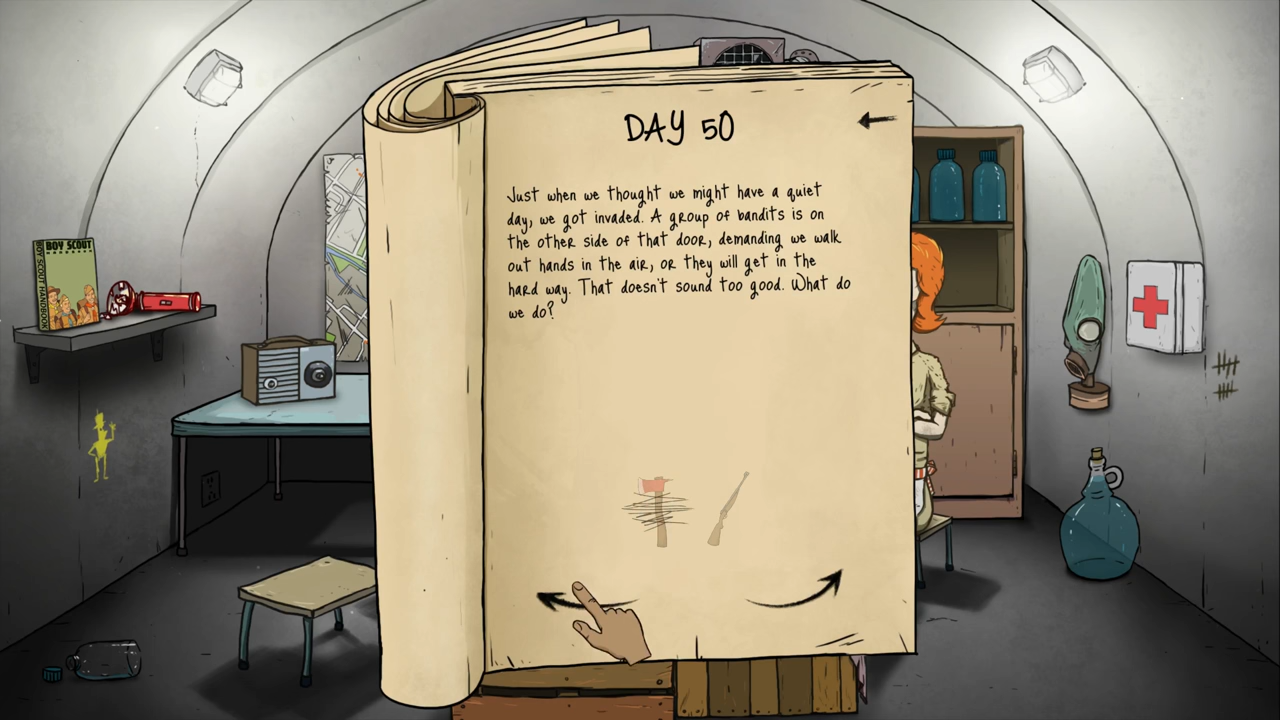 DAY 50
Just when we thought we might have a quiet
day, we got invaded. A group of bandits is on
the other side of that door, demanding we walk
out hands in the air, or they will get in the
hard way. That doesn't sound too good. What do
we do?
BOY SCOUT
BOY SCOUT HANDBOOK